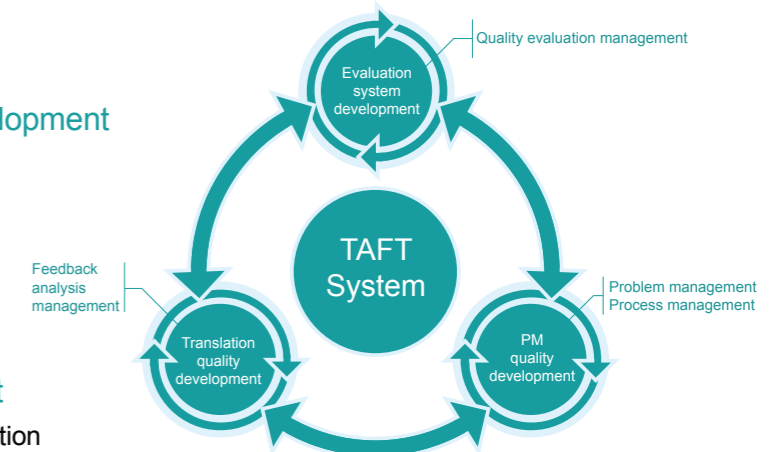 Quality evaluation management
Evaluation
system
development
lopment
TAFT
System
Feedback
analysis
management
Problem management
Process management
Translation
quality
development
PM
quality
development
t
tion